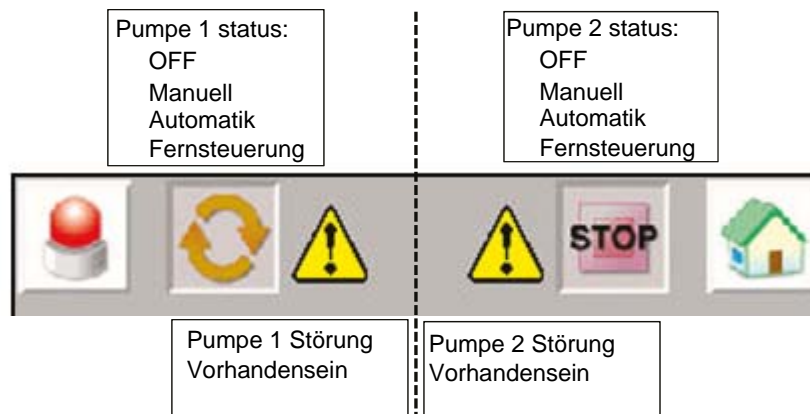 Pumpe 1 status:
OFF
Manuell
Automatik
Fernsteuerung
Pumpe 2 status:
OFF
Manuell
Automatik
Fernsteuerung
STOP
Pumpe 1 Störung
Vorhandensein
Pumpe 2 Störung
Vorhandensein